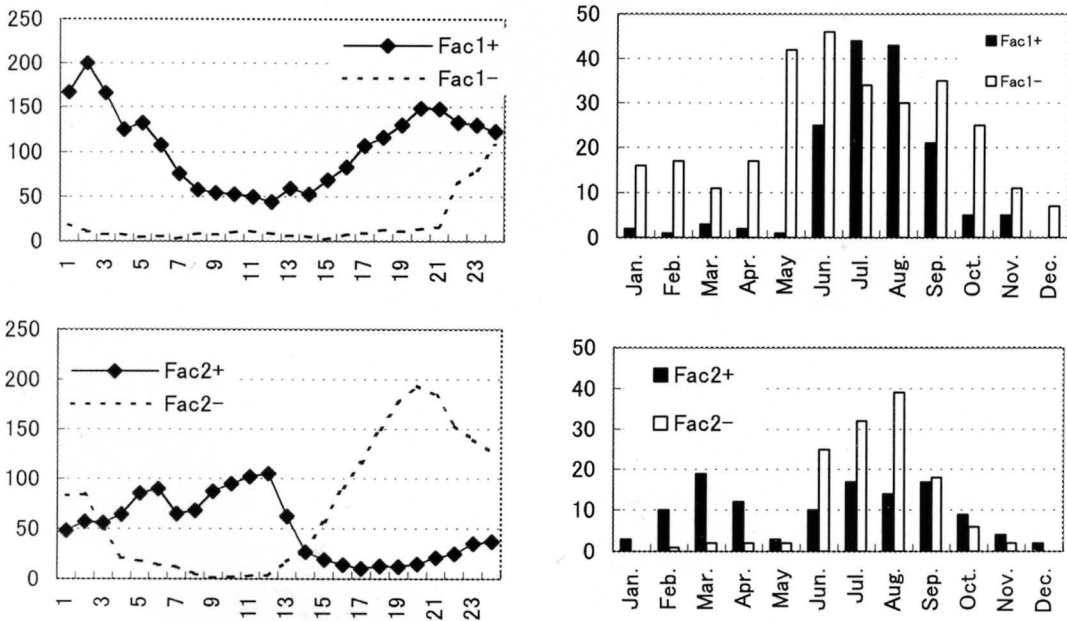 250
200
150
100
50
0
Fac1+
Fac1-
1 3 5 7 9 11 13 15 17 19 21 23
50
40
30
20
10
0
Fac1+
Fac1-
Jan. Feb. Mar. Apr. May Jun. Jul. Aug. Sep. Oct. Nov. Dec.
250
200
150
100
50
0
Fac2+
Fac2-
1 3 5 7 9 11 13 15 17 19 21 23
50
40
30
20
10
0
Fac2+
Fac2-
Jan. Feb. Mar. Apr. May Jun. Jul. Aug. Sep. Oct. Nov. Dec.